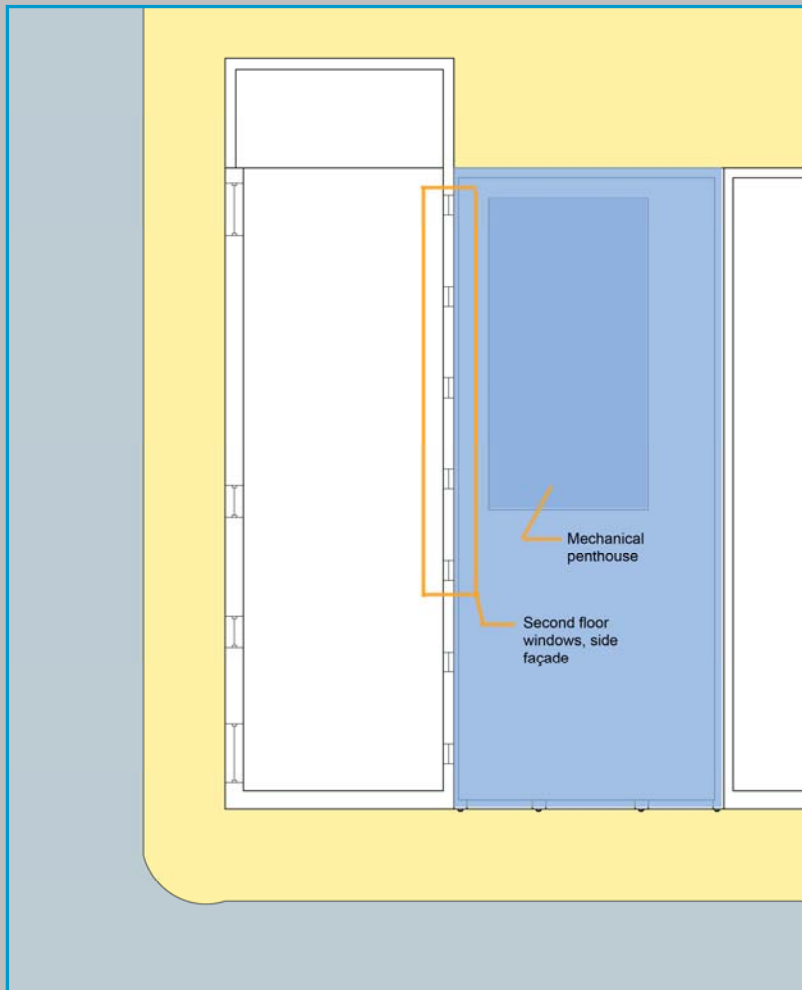 Mechanical
penthouse
Second floor
windows, side
façade